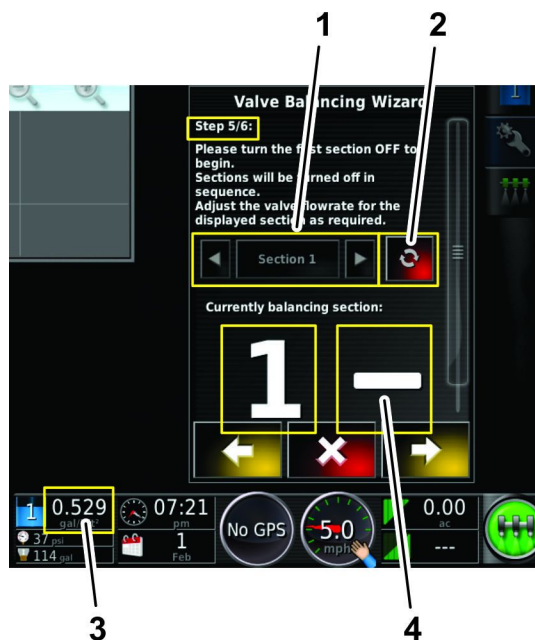 1
2
1
Valve Balancing Wizard
Step 5/6:
Please turn the first section OFF to
begin.
Sections will be turned off in
sequence.
Adjust the valve flowrate for the
displayed section as required.
Section 1
Currently balancing section:
1
1
0.529
37 psi
114 gal
07:21
pm
1
Feb
No GPS
5.0
mph
0.00
ac
---
3
4